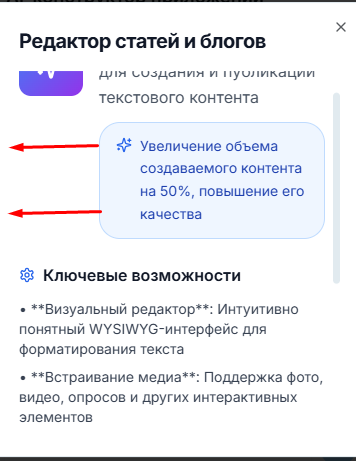 Редактор статей и блогов
для создания и публикации
текстового контента
Увеличение объема
создаваемого контента
на 50%, повышение его
качества
Ключевые возможности
• **Визуальный редактор**: Интуитивно
понятный WYSIWYG-интерфейс для
форматирования текста
• **Встраивание медиа**: Поддержка фото,
видео, опросов и других интерактивных
элементов